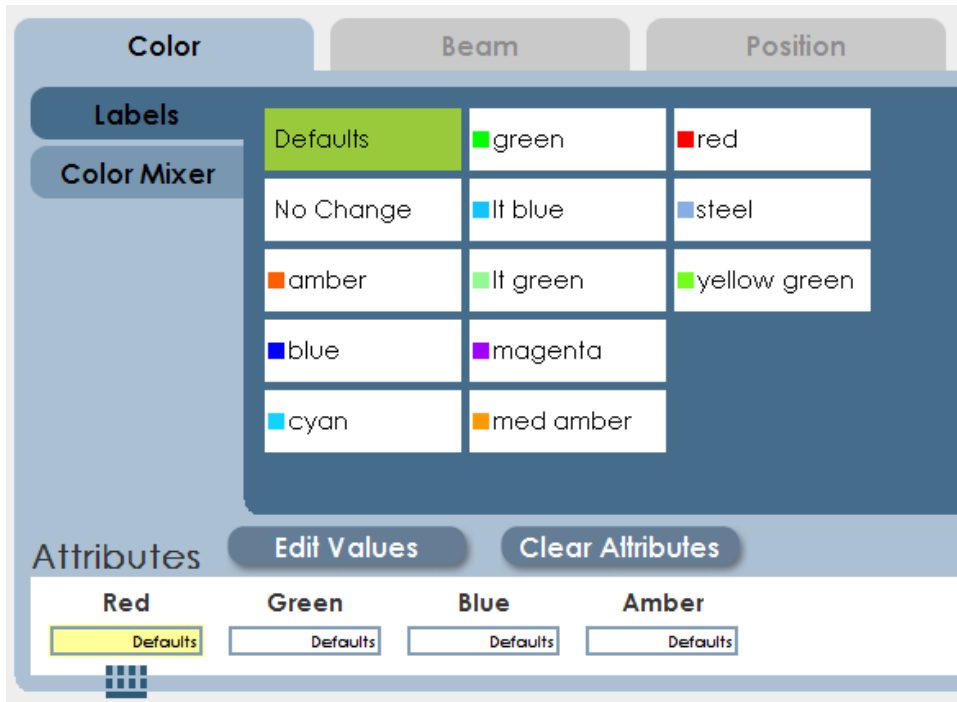 Color Beam Position
Labels
Color Mixer
Defaults green red
No Change lt blue steel
amber lt green yellow green
blue magenta
cyan med amber
Attributes Edit Values Clear Attributes
Red Green Blue Amber
Defaults Defaults Defaults Defaults